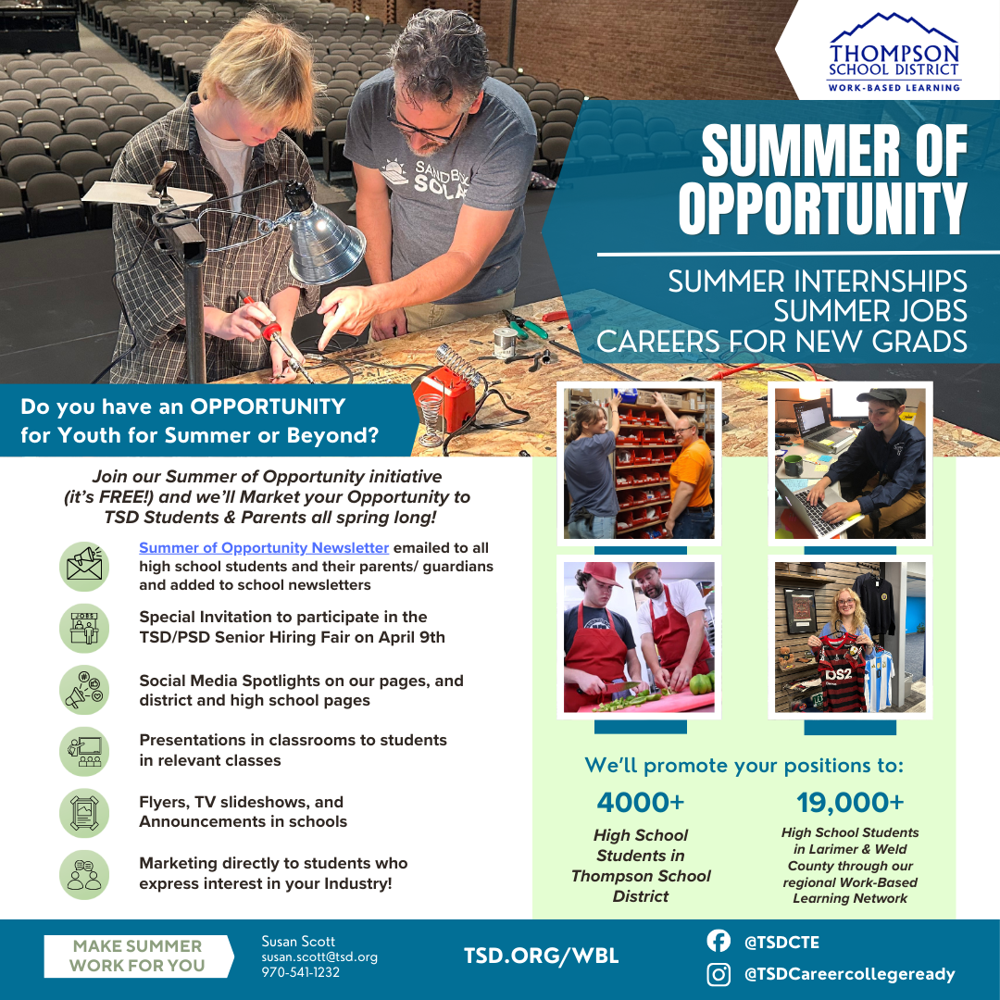 THOMPSON
SCHOOL DISTRICT
WORK-BASED LEARNING
SUMMER OF
OPPORTUNITY
SUMMER INTERNSHIPS
SUMMER JOBS
CAREERS FOR NEW GRADS
SANDBOX
SOLAR
Do you have an OPPORTUNITY
for Youth for Summer or Beyond?
Join our Summer of Opportunity initiative
(it's FREE!) and we'll Market your Opportunity to
TSD Students & Parents all spring long!
Summer of Opportunity Newsletter emailed to all
high school students and their parents/ guardians
and added to school newsletters
JOBS
Special Invitation to participate in the
TSD/PSD Senior Hiring Fair on April 9th
Social Media Spotlights on our pages, and
district and high school pages
Presentations in classrooms to students
in relevant classes
Flyers, TV slideshows, and
Announcements in schools
Marketing directly to students who
express interest in your Industry!
DS2
We'll promote your positions to:
4000+
High School
Students in
Thompson School
District
19,000+
High School Students
in Larimer & Weld
County through our
regional Work-Based
Learning Network
MAKE SUMMER
WORK FOR YOU
Susan Scott
susan.scott@tsd.org
970-541-1232
TSD.ORG/WBL
@TSDCTE
@TSDCareercollegeready